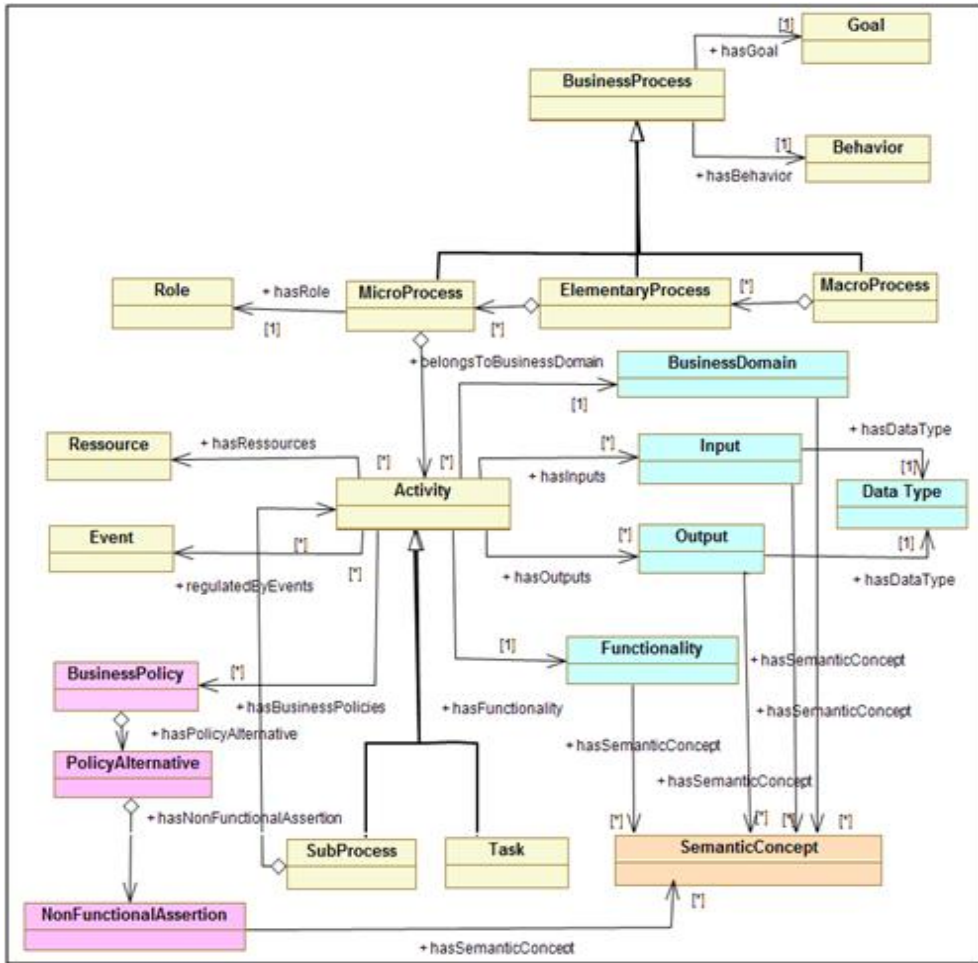 [1]
Goal
+ hasGoal
BusinessProcess
[1]
Behavior
+ hasBehavior
Role
+ hasRole
[1]
MicroProcess
[*]
ElementaryProcess
[*]
MacroProcess
+ belongsToBusinessDomain
[1]
BusinessDomain
Ressource
+ hasRessources
[*]
[*]
Activity
[*]
+ hasInputs
Input
+ hasDataType
[1]
Data Type
Event
[*]
+ regulatedByEvents
[*]
[*]
+ hasOutputs
Output
[1]
+ hasDataType
[1]
Functionality
+ hasFunctionality
BusinessPolicy
[*]
+ hasBusinessPolicies
+ hasPolicyAlternative
PolicyAlternative
+ hasNonFunctionalAssertion
+ hasSemanticConcept
+ hasSemanticConcept
+ hasSemanticConcept
+ hasSemanticConcept
[*]
[*]
[*]
[*]
SubProcess
Task
SemanticConcept
NonFunctionalAssertion
[*]
+ hasSemanticConcept